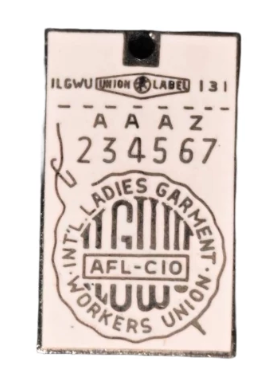 ILGWU UNION LABEL 131
A A A Z
234567
INT'L. LADIES GARMENT
ILGWU
AFL-CIO
· WORKERS UNION ·